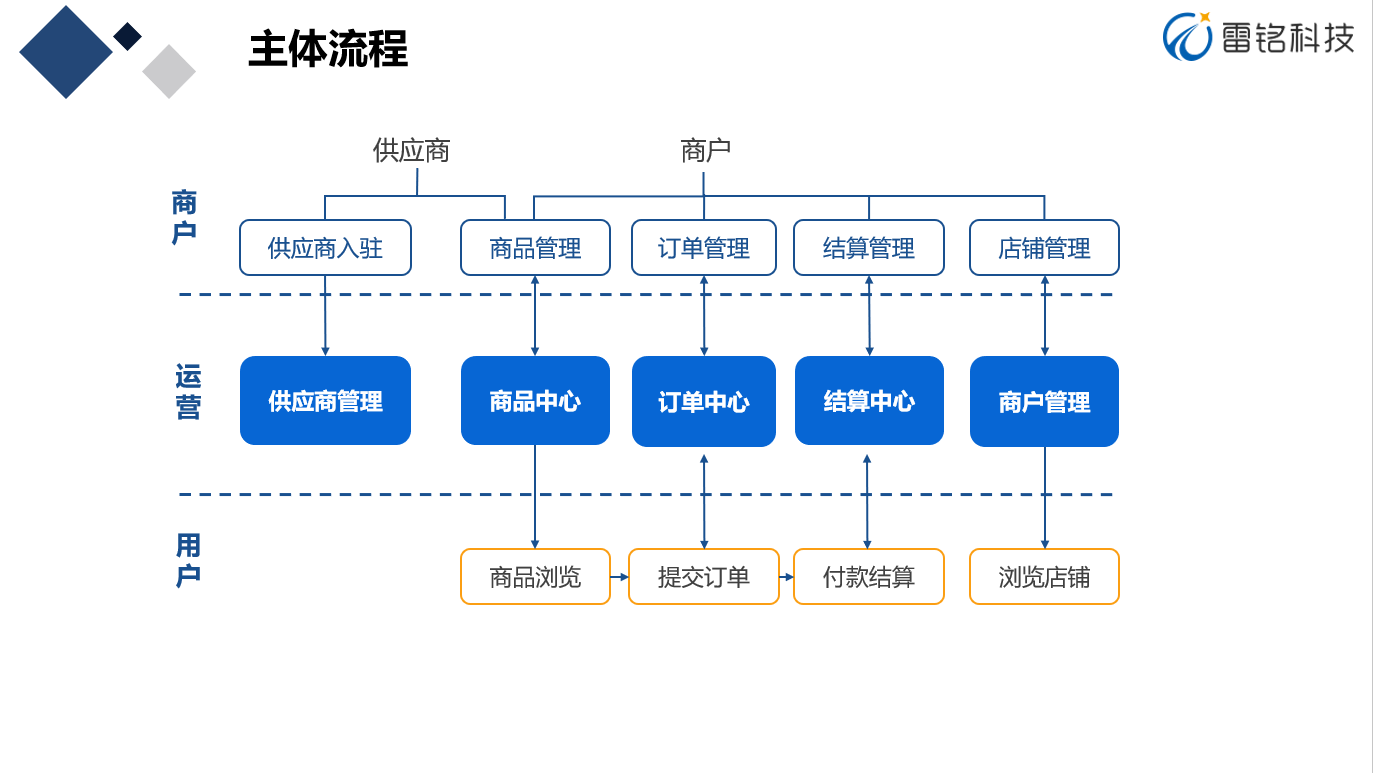 主体流程
雷铭科技
供应商
商户
商
户
供应商入驻
商品管理
订单管理
结算管理
店铺管理
运
营
供应商管理
商品中心
订单中心
结算中心
商户管理
用
户
商品浏览
提交订单
付款结算
浏览店铺